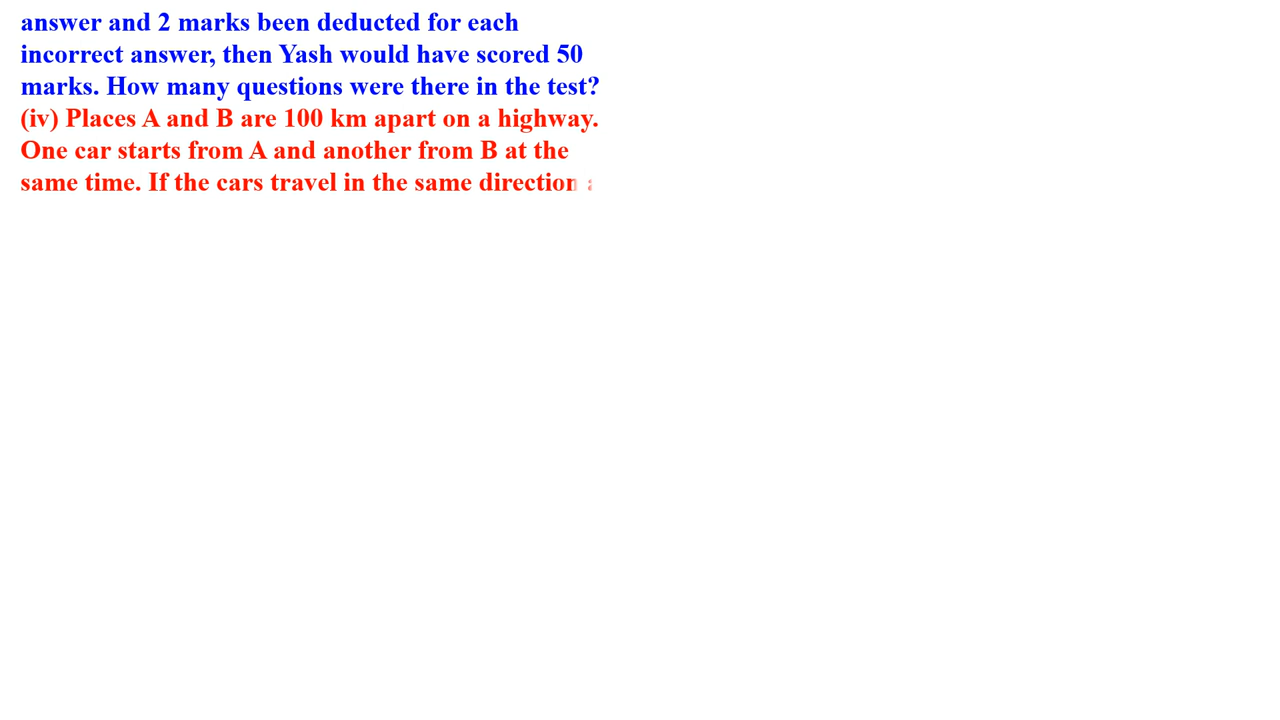 answer and 2 marks been deducted for each
incorrect answer, then Yash would have scored 50
marks. How many questions were there in the test?
(iv) Places A and B are 100 km apart on a highway.
One car starts from A and another from B at the
same time. If the cars travel in the same direction